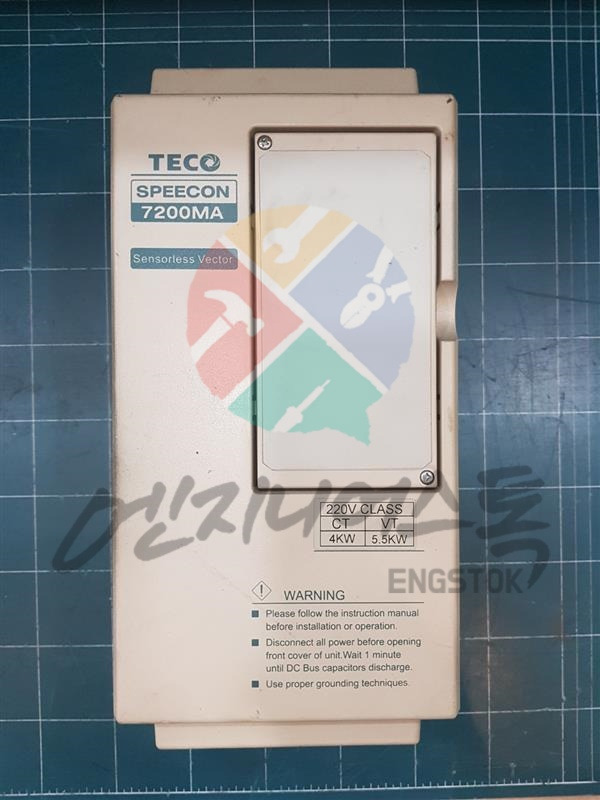 TECO
SPEECON
7200MA
Sensorless Vector
220V CLASS
CT VT
4KW 5.5KW
엔지니어스톡
ENGSTOK
WARNING
Please follow the instruction manual
before installation or operation.
Disconnect all power before opening
front cover of unit.Wait 1 minute
until DC Bus capacitors discharge.
Use proper grounding techniques.